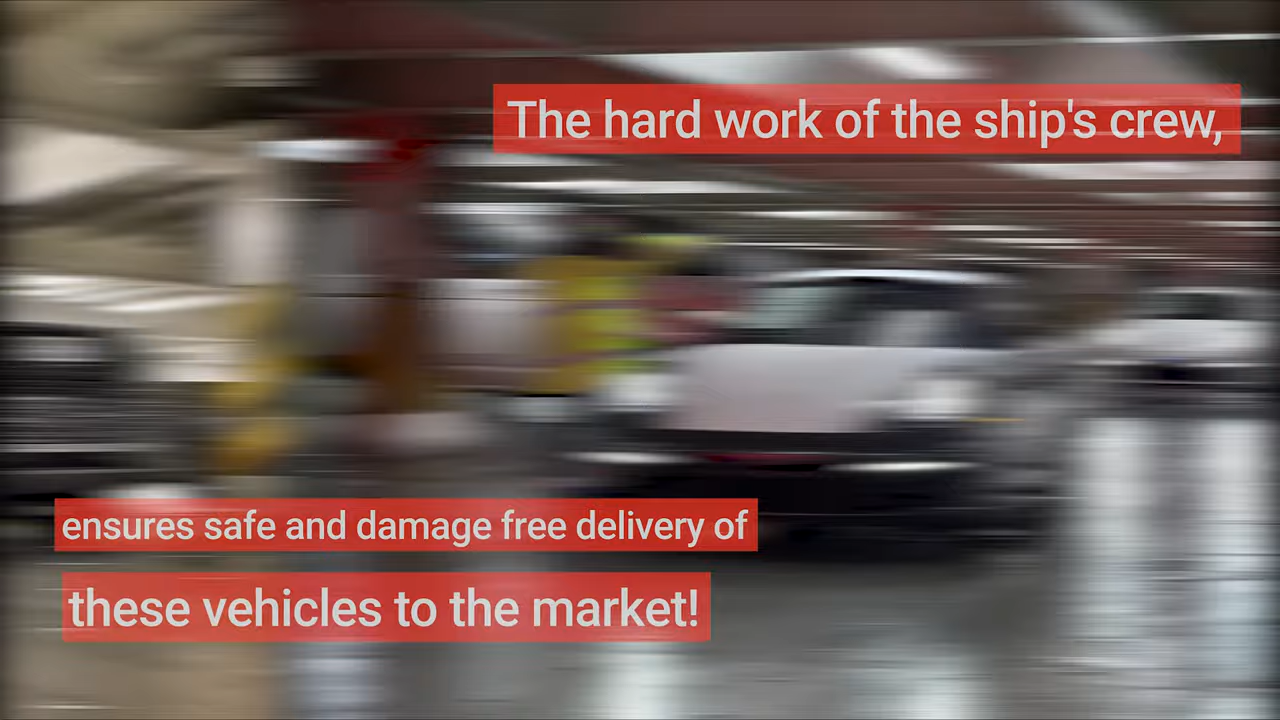 The hard work of the ship's crew,
ensures safe and damage free delivery of
these vehicles to the market!